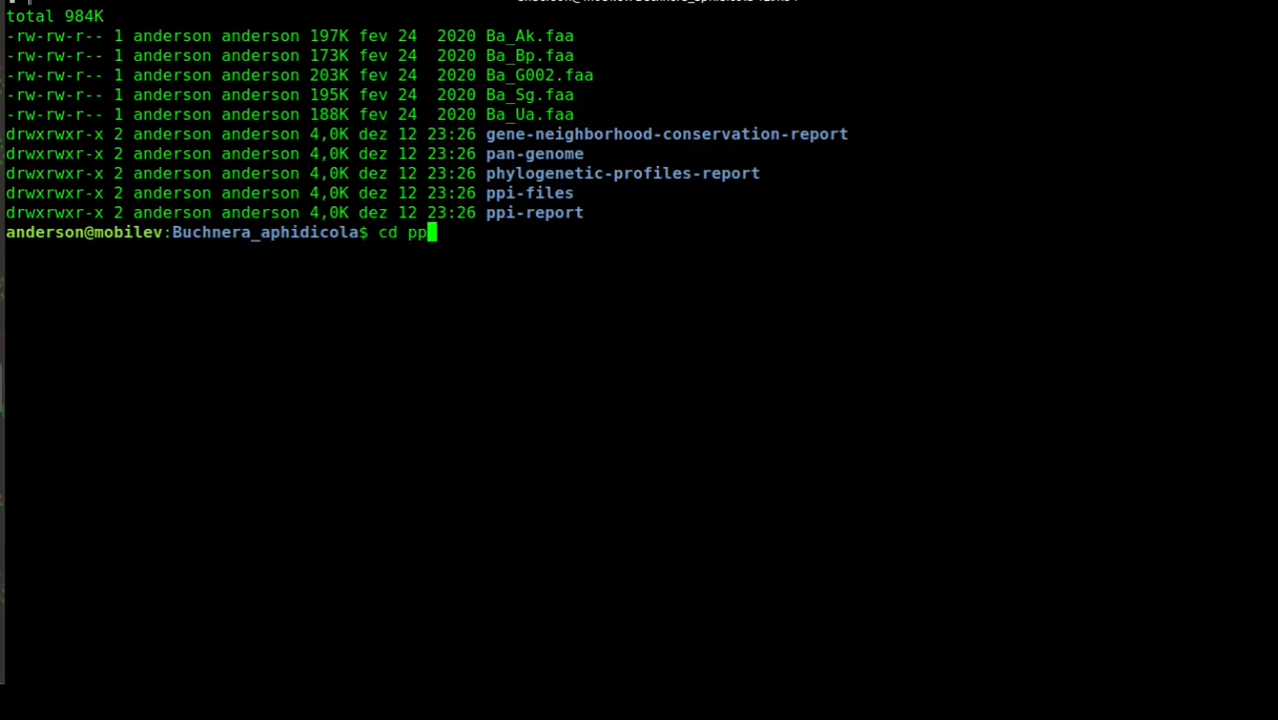 total 984K
-rw-rw-r-- 1 anderson anderson 197K fev 24  2020 Ba_Ak.faa
-rw-rw-r-- 1 anderson anderson 173K fev 24  2020 Ba_Bp.faa
-rw-rw-r-- 1 anderson anderson 203K fev 24  2020 Ba_G002.faa
-rw-rw-r-- 1 anderson anderson 195K fev 24  2020 Ba_Sg.faa
-rw-rw-r-- 1 anderson anderson 188K fev 24  2020 Ba_Ua.faa
drwxrwxr-x 2 anderson anderson 4,0K dez 12 23:26 gene-neighborhood-conservation-report
drwxrwxr-x 2 anderson anderson 4,0K dez 12 23:26 pan-genome
drwxrwxr-x 2 anderson anderson 4,0K dez 12 23:26 phylogenetic-profiles-report
drwxrwxr-x 2 anderson anderson 4,0K dez 12 23:26 ppi-files
drwxrwxr-x 2 anderson anderson 4,0K dez 12 23:26 ppi-report
anderson@mobilev:Buchnera_aphidicola$ cd pp